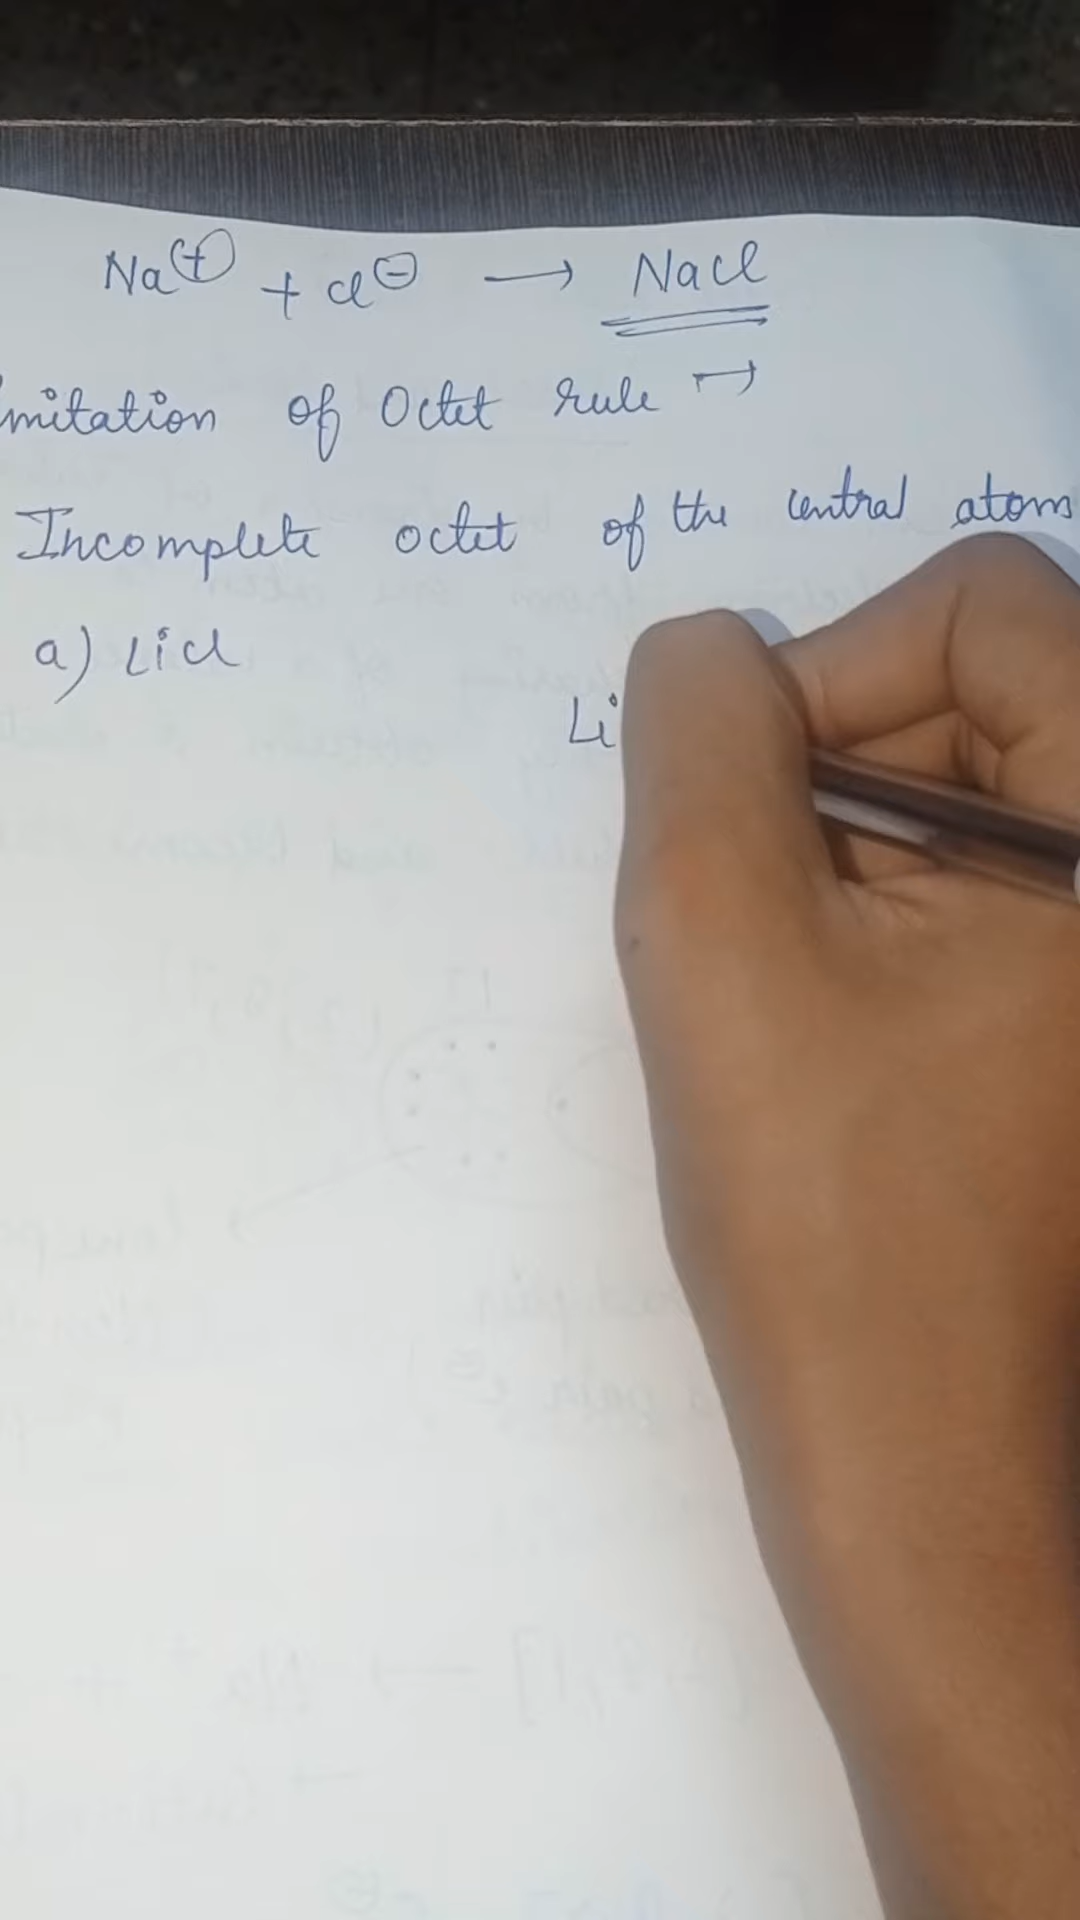 Na⊕ + Cl⊖ → NaCl
mitation of Octet rule →
Incomplete octet of the central atom
a) LiCl
Li